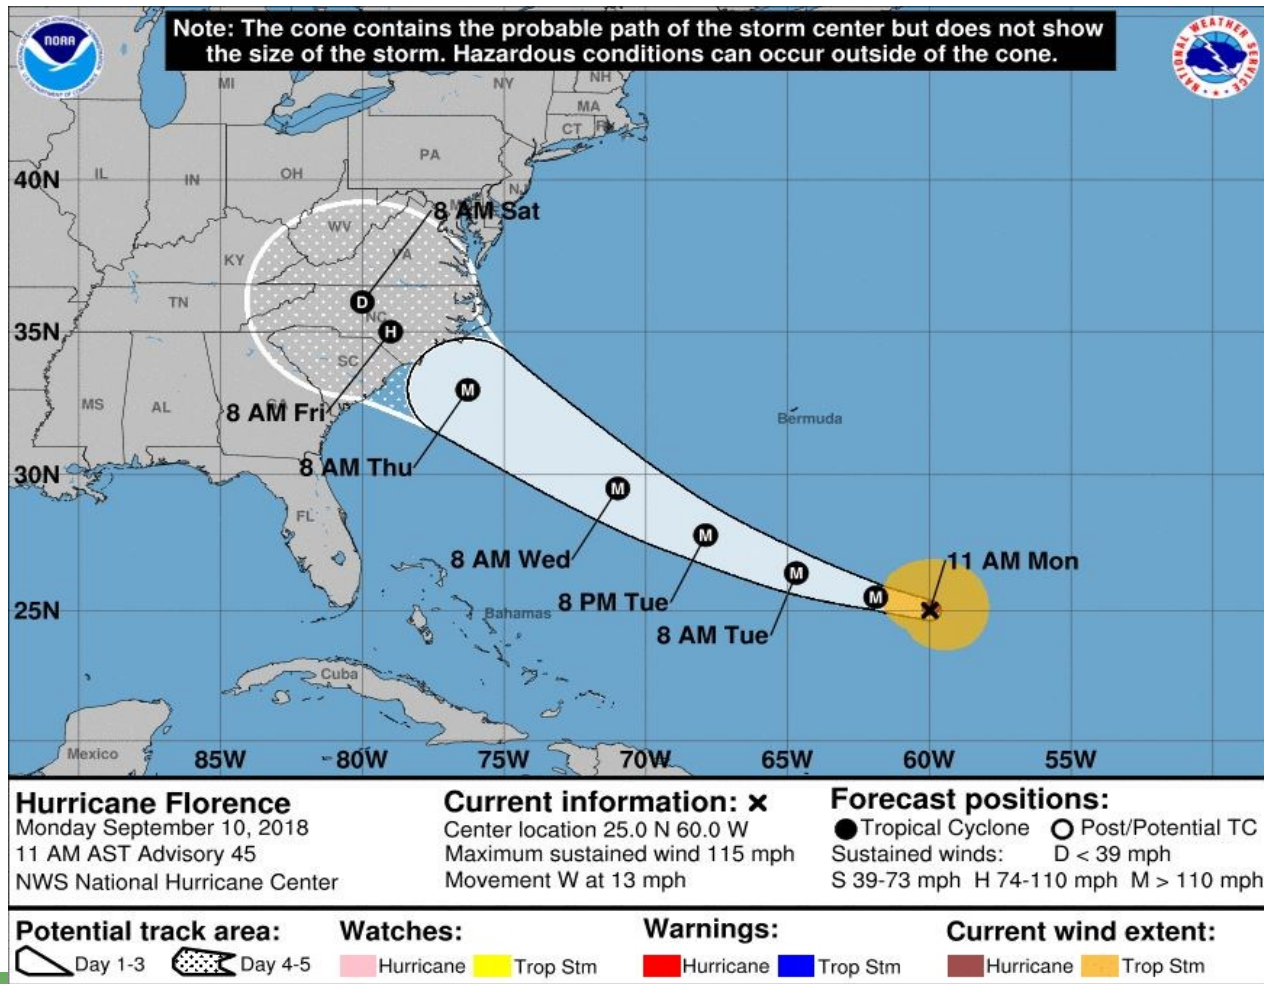 Note: The cone contains the probable path of the storm center but does not show
the size of the storm. Hazardous conditions can occur outside of the cone.
NOAA
NATIONAL WEATHER SERVICE
MI
NY
NH
MA
CT
RI
PA
40N
IL
IN
OH
NJ
8 AM Sat
WV
VA
KY
D
TN
NC
H
35N
SC
M
MS
AL
GA
8 AM Fri
Bermuda
8 AM Thu
30N
M
FL
M
8 AM Wed
11 AM Mon
M
M
8 PM Tue
25N
Bahamas
8 AM Tue
Cuba
Mexico
85W
80W
75W
70W
65W
60W
55W
Hurricane Florence
Monday September 10, 2018
11 AM AST Advisory 45
NWS National Hurricane Center
Current information: x
Center location 25.0 N 60.0 W
Maximum sustained wind 115 mph
Movement W at 13 mph
Forecast positions:
Tropical Cyclone Post/Potential TC
Sustained winds: D < 39 mph
S 39-73 mph H 74-110 mph M > 110 mph
Potential track area:
Day 1-3 Day 4-5
Watches:
Hurricane Trop Stm
Warnings:
Hurricane Trop Stm
Current wind extent:
Hurricane Trop Stm